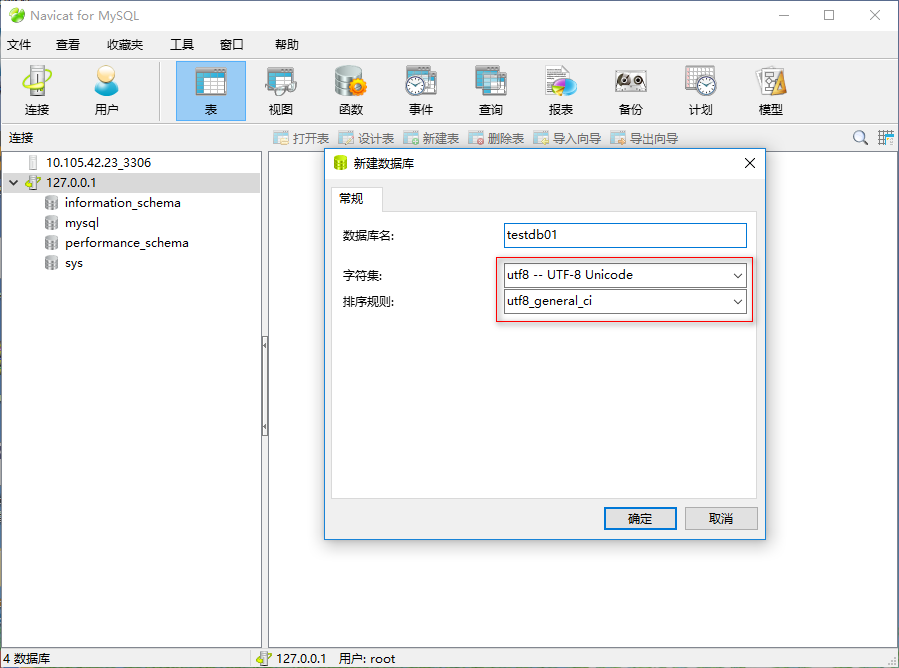 Navicat for MySQL
文件 查看 收藏夹 工具 窗口 帮助
连接 用户 表 视图 函数 事件 查询 报表 备份 计划 模型
连接 打开表 设计表 新建表 删除表 导入向导 导出向导
10.105.42.23_3306
127.0.0.1
information_schema
mysql
performance_schema
sys
新建数据库
常规
数据库名: testdb01
字符集: utf8 -- UTF-8 Unicode
排序规则: utf8_general_ci
确定 取消
4 数据库 127.0.0.1 用户: root